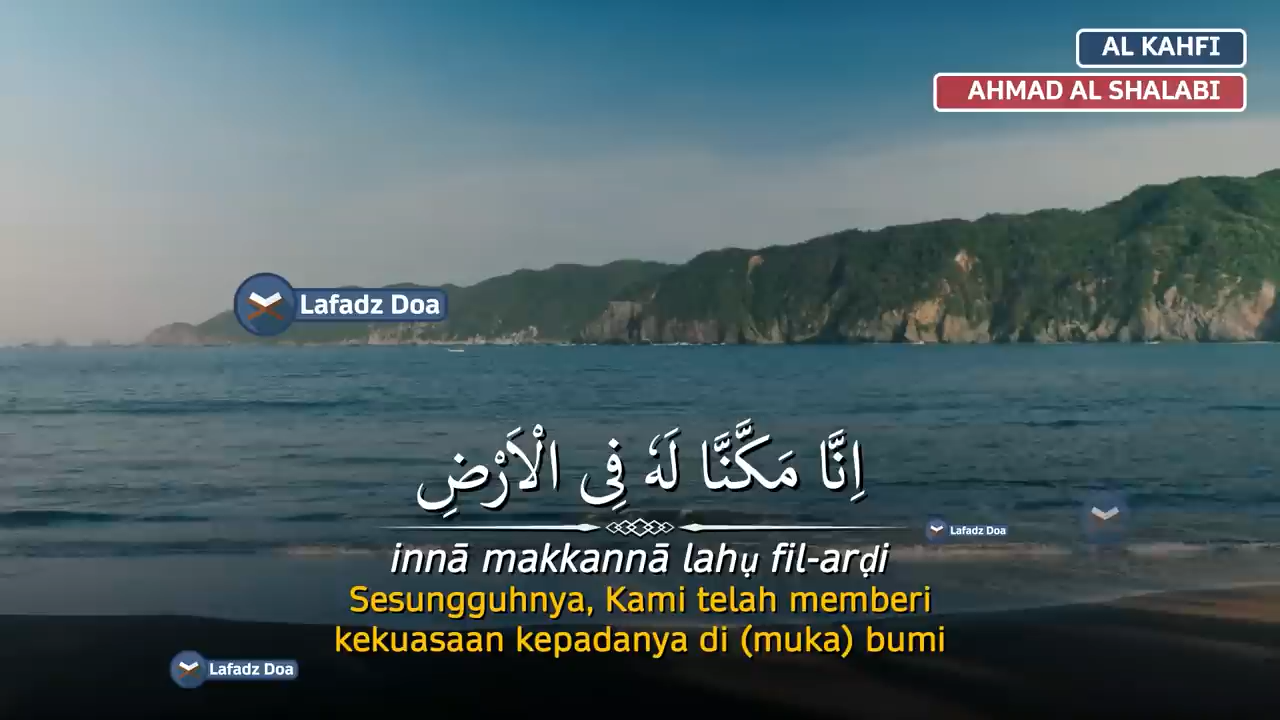 AL KAHFI
AHMAD AL SHALABI
Lafadz Doa
اِنَّا مَكَّنَّا لَهٗ فِى الْاَرْضِ
Lafadz Doa
innā makkannā lahụ fil-arḍi
Sesungguhnya, Kami telah memberi
kekuasaan kepadanya di (muka) bumi
Lafadz Doa